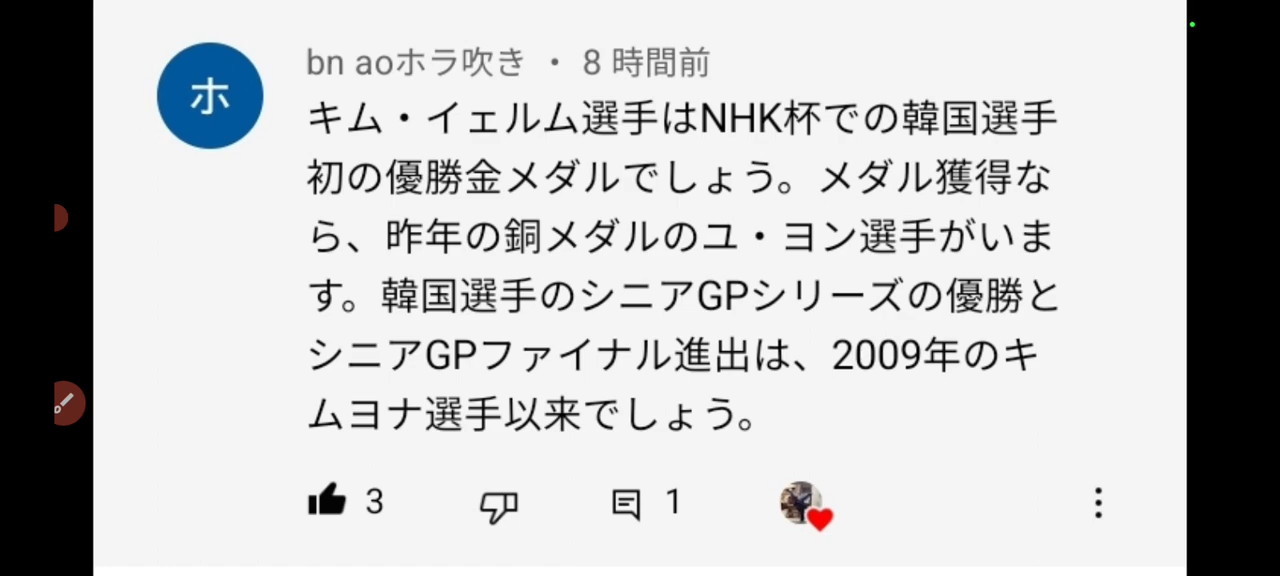 ホ
bn aoホラ吹き ・ 8 時間前
キム・イェルム選手はNHK杯での韓国選手
初の優勝金メダルでしょう。メダル獲得な
ら、昨年の銅メダルのユ・ヨン選手がいま
す。韓国選手のシニアGPシリーズの優勝と
シニアGPファイナル進出は、2009年のキ
ムヨナ選手以来でしょう。
3 1